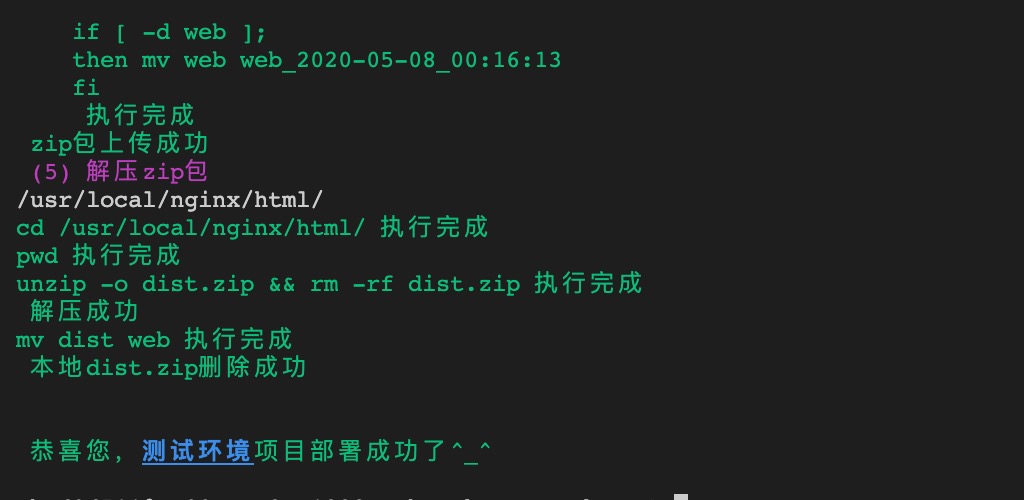 if [ -d web ];
then mv web web_2020-05-08_00:16:13
fi
执行完成
zip包上传成功
(5) 解压zip包
/usr/local/nginx/html/
cd /usr/local/nginx/html/ 执行完成
pwd 执行完成
unzip -o dist.zip && rm -rf dist.zip 执行完成
解压成功
mv dist web 执行完成
本地dist.zip删除成功
恭喜您, 测试环境项目部署成功了^_^